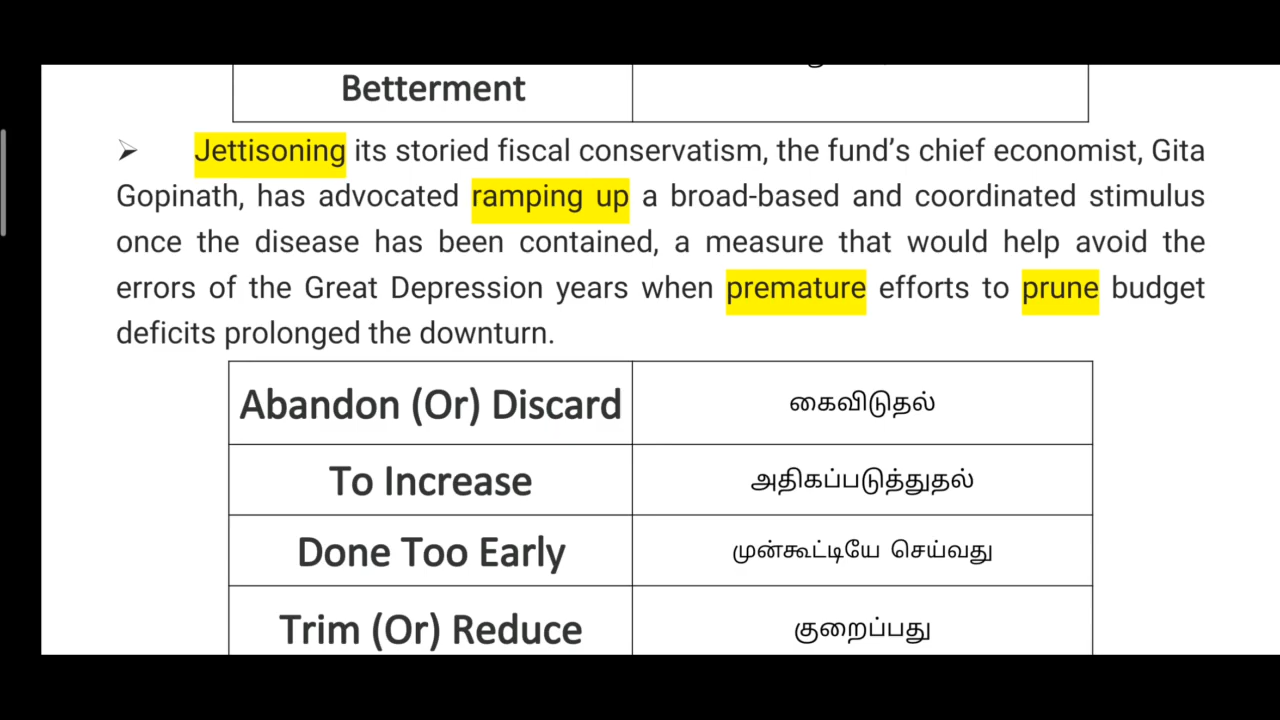 Betterment
➢ Jettisoning its storied fiscal conservatism, the fund's chief economist, Gita
Gopinath, has advocated ramping up a broad-based and coordinated stimulus
once the disease has been contained, a measure that would help avoid the
errors of the Great Depression years when premature efforts to prune budget
deficits prolonged the downturn.
Abandon (Or) Discard கைவிடுதல்
To Increase அதிகப்படுத்துதல்
Done Too Early முன்கூட்டியே செய்வது
Trim (Or) Reduce குறைப்பது